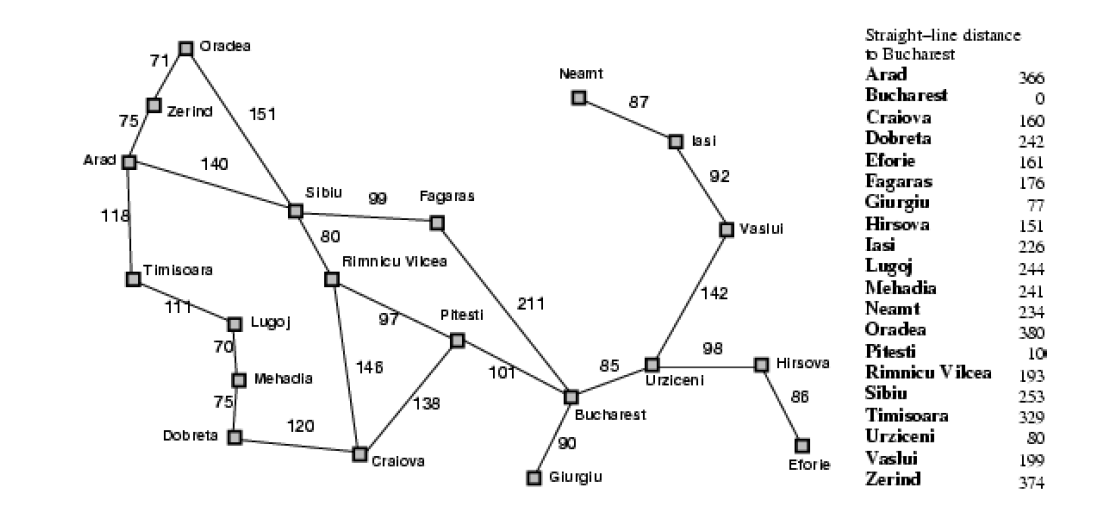 Oradea
71
Neamt
Zerind
87
151
75
Iasi
Arad
140
92
Sibiu
99
Fagaras
118
80
Vaslui
Timisoara
Rimnicu Vilcea
111
Lugoj
97
Pitesti
211
142
70
Mehadia
146
101
85
98
Hirsova
Urziceni
75
138
86
Dobreta
120
Bucharest
90
Craiova
Giurgiu
Eforie
Straight–line distance
to Bucharest
Arad 366
Bucharest 0
Craiova 160
Dobreta 242
Eforie 161
Fagaras 176
Giurgiu 77
Hirsova 151
Iasi 226
Lugoj 244
Mehadia 241
Neamt 234
Oradea 380
Pitesti 10
Rimnicu Vilcea 193
Sibiu 253
Timisoara 329
Urziceni 80
Vaslui 199
Zerind 374